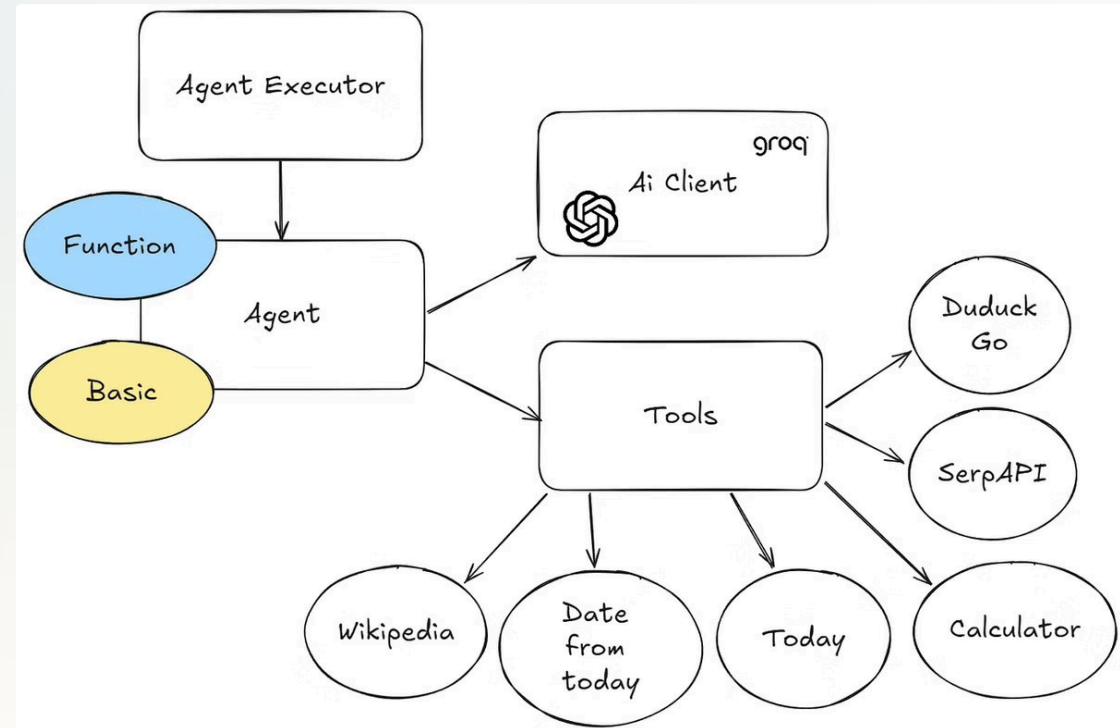 Agent Executor
groq
Ai Client
Function
Agent
Basic
Duduck
Go
Tools
SerpAPI
Wikipedia
Date
from
today
Today
Calculator